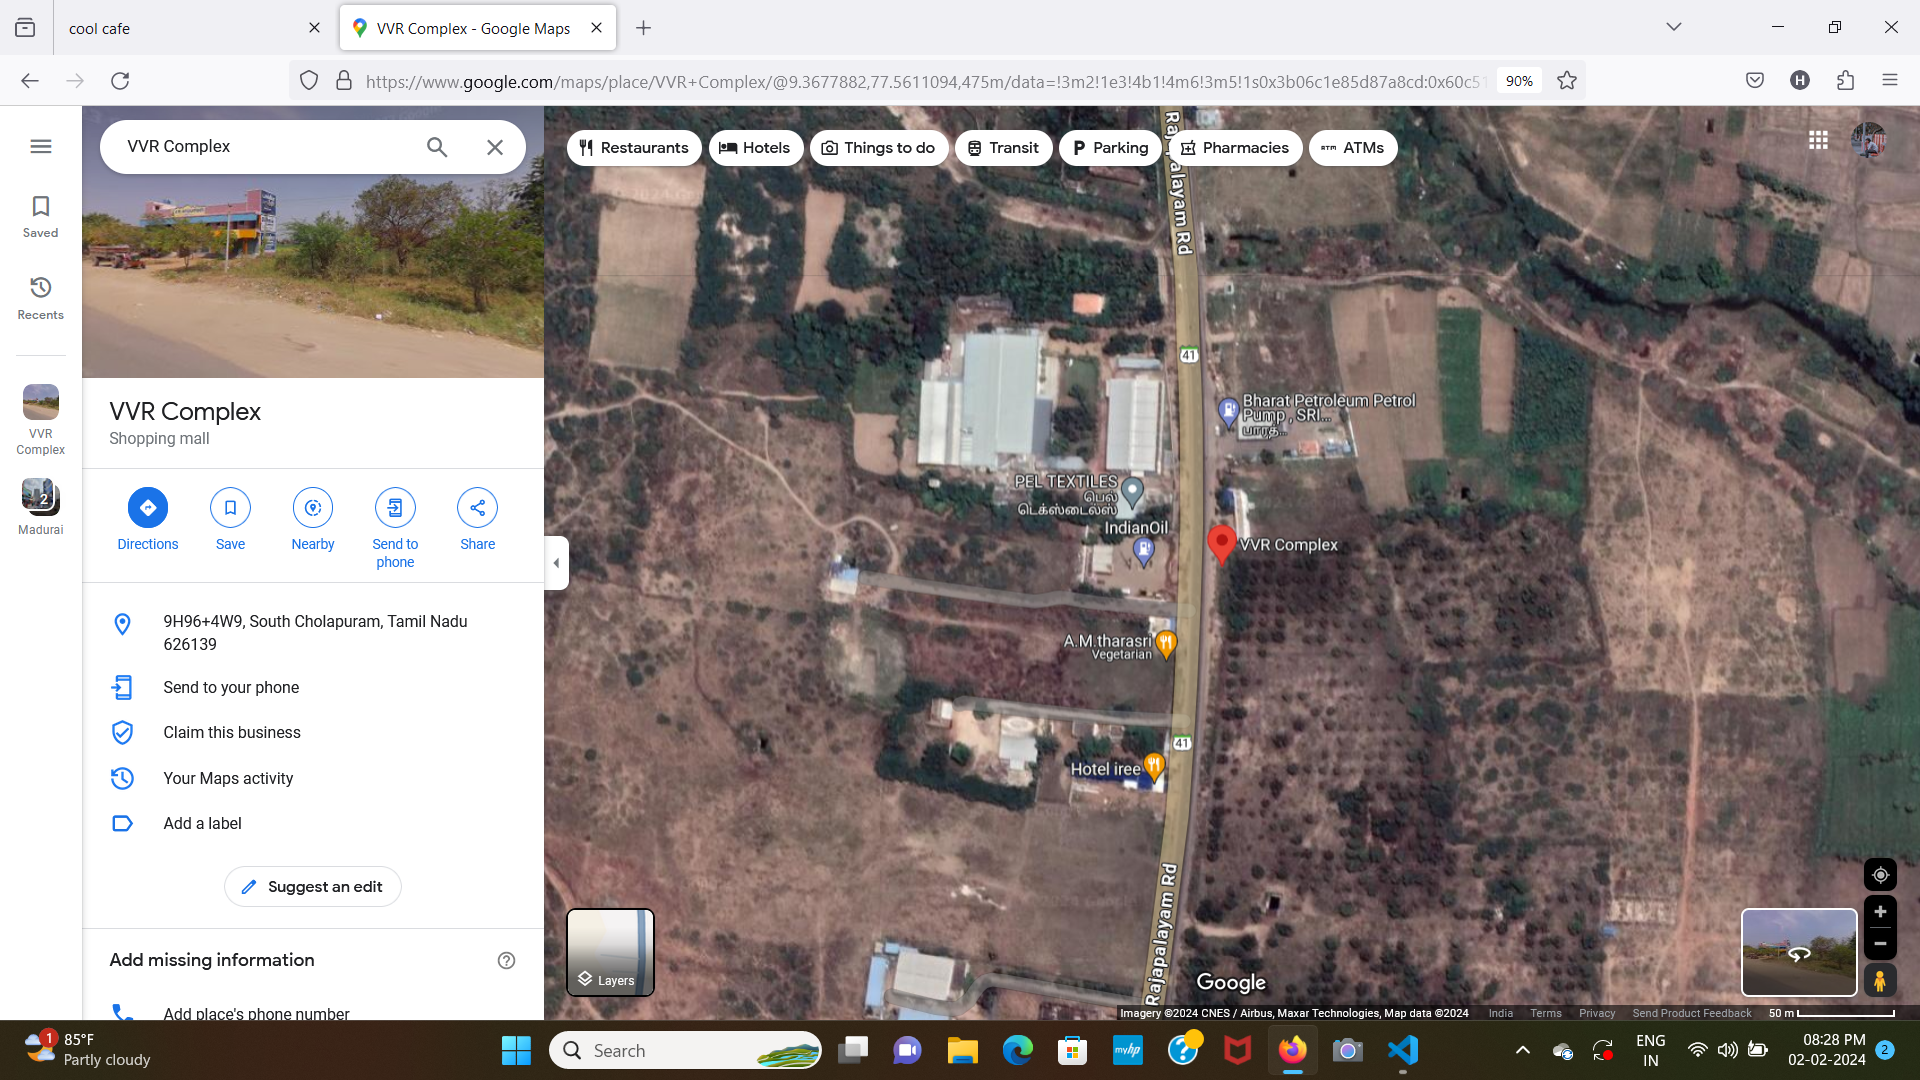 cool cafe
VVR Complex - Google Maps
https://www.google.com/maps/place/VVR+Complex/@9.3677882,77.5611094,475m/data=!3m2!1e3!4b1!4m6!3m5!1s0x3b06c1e85d87a8cd:0x60c51
90%
H
VVR Complex
Restaurants
Hotels
Things to do
Transit
Parking
Pharmacies
ATMs
Saved
Recents
VVR
Complex
2
Madurai
VVR Complex
Shopping mall
Directions
Save
Nearby
Send to
phone
Share
9H96+4W9, South Cholapuram, Tamil Nadu
626139
Send to your phone
Claim this business
Your Maps activity
Add a label
Suggest an edit
Add missing information
Add place's phone number
Rajapalayam Rd
41
Bharat Petroleum Petrol
Pump , SRI...
பாரத்...
PEL TEXTILES
பெல்
டெக்ஸ்டைல்ஸ்
IndianOil
VVR Complex
A.M.tharasri
Vegetarian
41
Hotel iree
Rajapalayam Rd
Layers
Google
Imagery ©2024 CNES / Airbus, Maxar Technologies, Map data ©2024
India
Terms
Privacy
Send Product Feedback
50 m
1
85°F
Partly cloudy
Search
myhp
ENG
IN
08:28 PM
02-02-2024
2